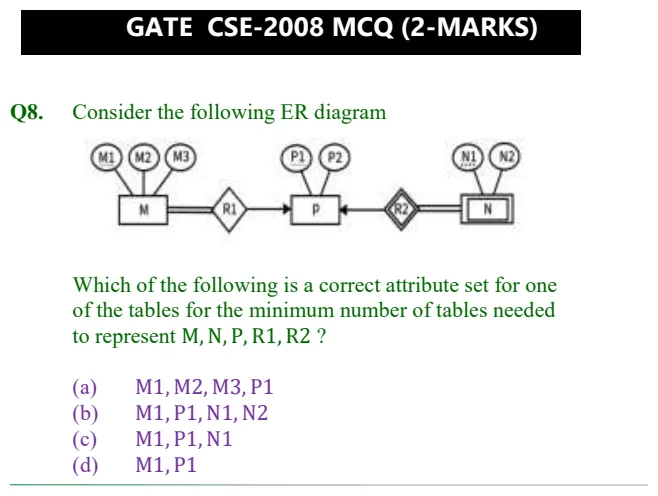 GATE CSE-2008 MCQ (2-MARKS)
Q8. Consider the following ER diagram
M1 M2 M3 P1 P2 N1 N2
M R1 P R2 N
Which of the following is a correct attribute set for one
of the tables for the minimum number of tables needed
to represent M, N, P, R1, R2 ?
(a) M1, M2, M3, P1
(b) M1, P1, N1, N2
(c) M1, P1, N1
(d) M1, P1